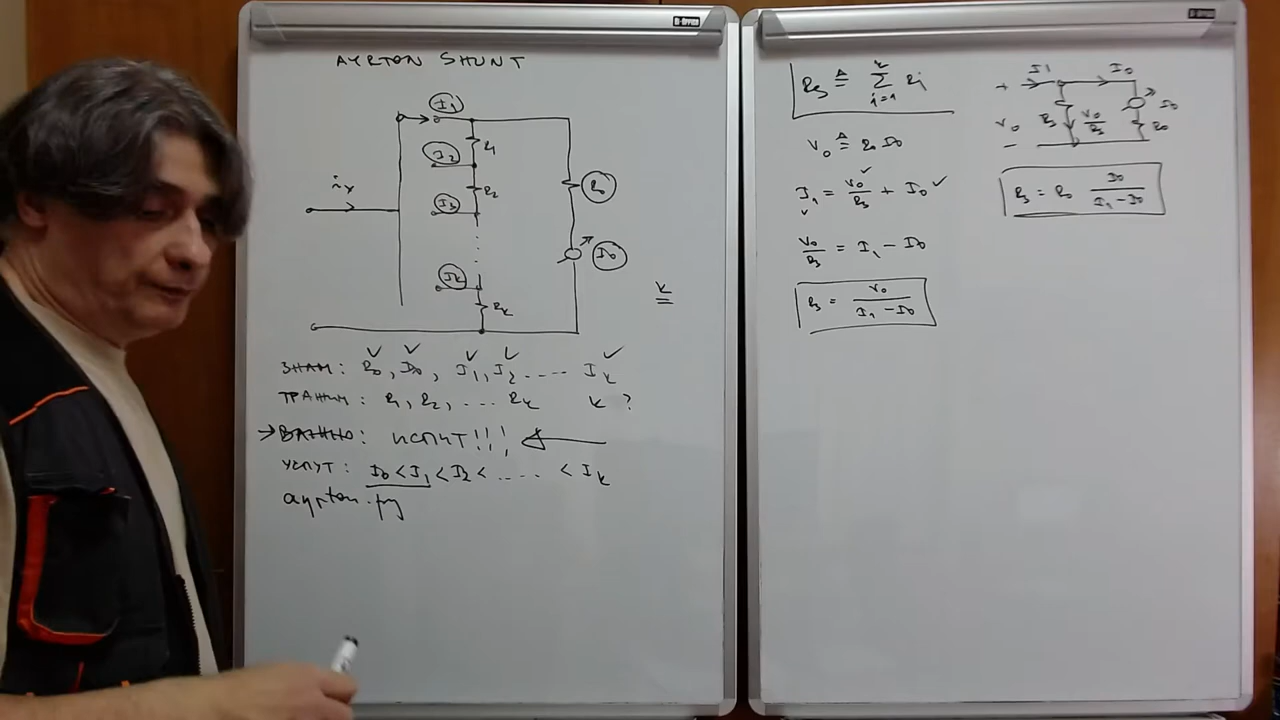 AYRTON SHUNT
I₁
I₂
R₁
iₓ
I₃
R₂
R₀
I₀
Iₖ
Rₖ
k
ЗНАМ: R₀, I₀, I₁, I₂ .... Iₖ
ТРАЖИМ: R₁, R₂, ... Rₖ k ?
→ ВАЖНО: ИСПИТ!!!
УСПУТ: I₀ < I₁ < I₂ < .... < Iₖ
ayrton.py
Rₛ ≜ Σ Rᵢ
i=1
k
V₀ ≜ R₀ I₀
I₁ = V₀/Rₛ + I₀
V₀/Rₛ = I₁ − I₀
Rₛ = V₀/(I₁ − I₀)
I₁ I₀
+ V₀ −
Rₛ V₀/Rₛ
I₀
R₀
Rₛ = R₀ I₀/(I₁ − I₀)